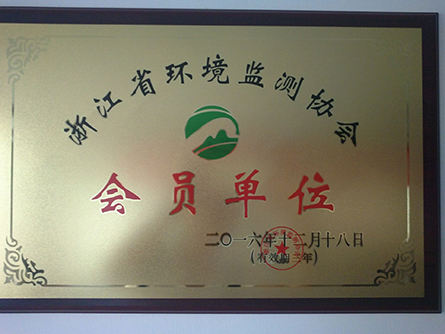 浙江省环境监测协会
会员单位
二〇一六年十二月十八日
(有效期三年)